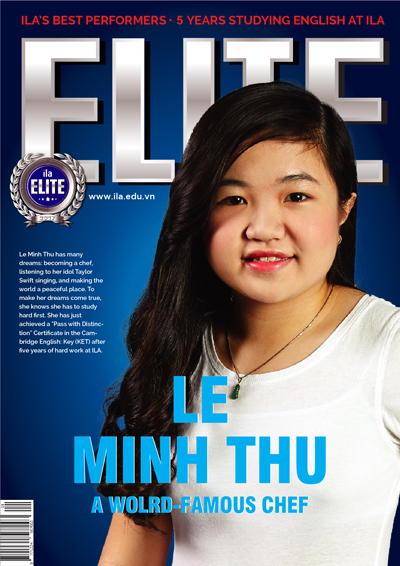 ILA'S BEST PERFORMERS • 5 YEARS STUDYING ENGLISH AT ILA
ELITE
ila
ELITE
2012
www.ila.edu.vn
Le Minh Thu has many
dreams: becoming a chef,
listening to her idol Taylor
Swift singing, and making the
world a peaceful place. To
make her dreams come true,
she knows she has to study
hard first. She has just
achieved a "Pass with Distinc-
tion" Certificate in the Cam-
bridge English: Key (KET) after
five years of hard work at ILA.
LE
MINH THU
A WOLRD-FAMOUS CHEF